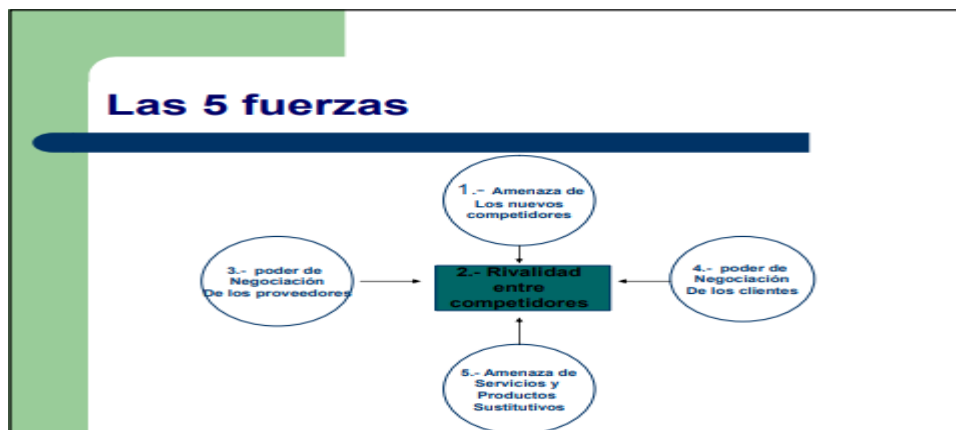 Las 5 fuerzas
1.- Amenaza de
Los nuevos
competidores
3.- poder de
Negociación
De los proveedores
2.- Rivalidad
entre
competidores
4.- poder de
Negociación
De los clientes
5.- Amenaza de
Servicios y
Productos
Sustitutivos